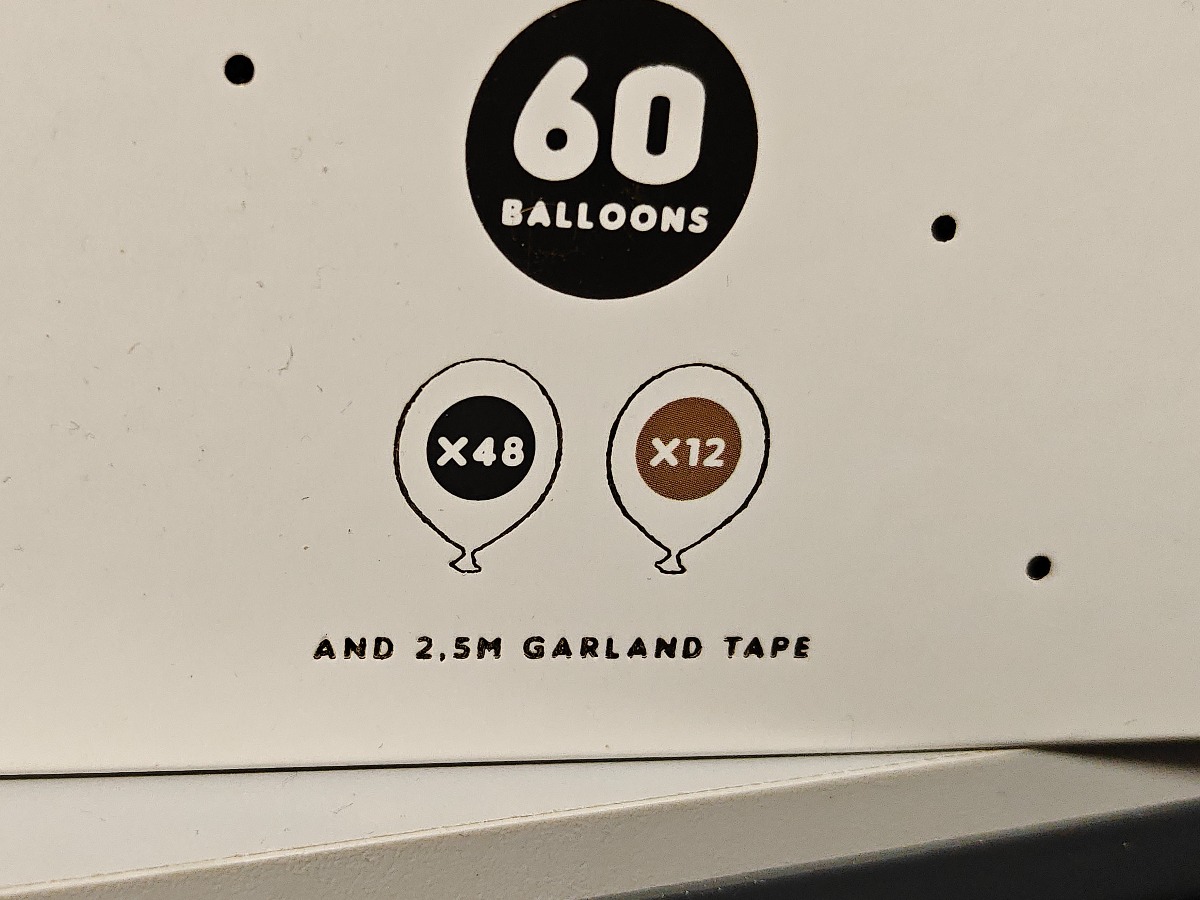 60
BALLOONS
X48 X12
AND 2,5M GARLAND TAPE